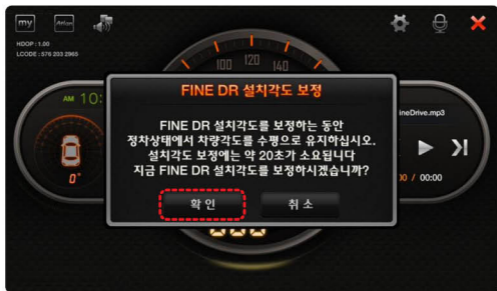 my
HDOP : 1.00
LCODE : 576 203 2965
100 120 140
AM 10:
FINE DR 설치각도 보정
FINE DR 설치각도를 보정하는 동안
정차상태에서 차량각도를 수평으로 유지하십시오.
설치각도 보정에는 약 20초가 소요됩니다
지금 FINE DR 설치각도를 보정하시겠습니까?
확 인
취 소
ineDrive.mp3
0°
00 / 00:00